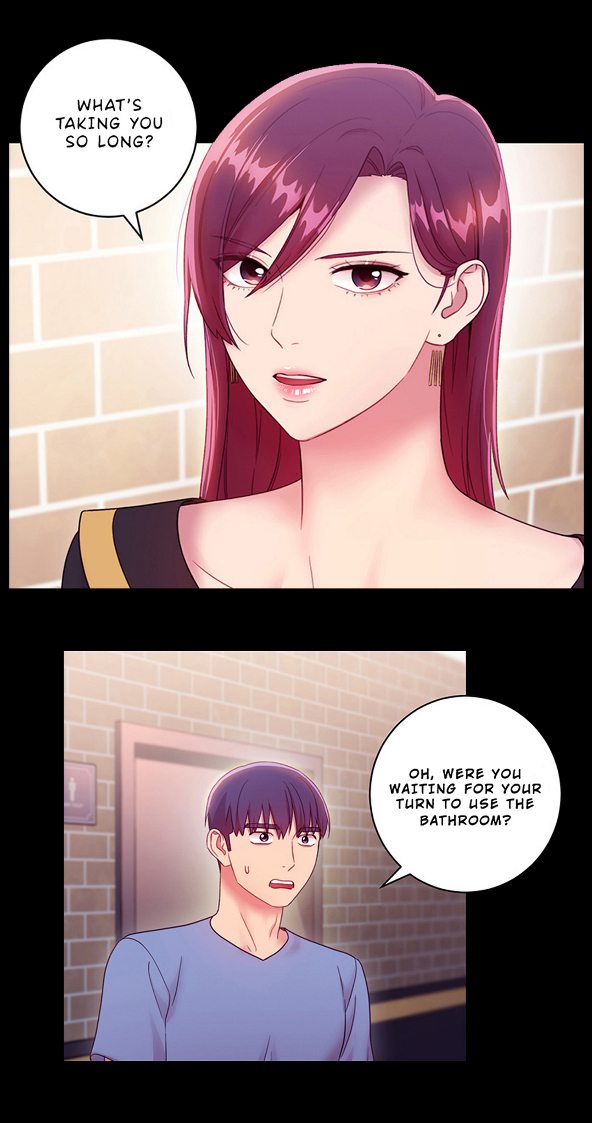 WHAT'S
TAKING YOU
SO LONG?
OH, WERE YOU
WAITING FOR YOUR
TURN TO USE THE
BATHROOM?